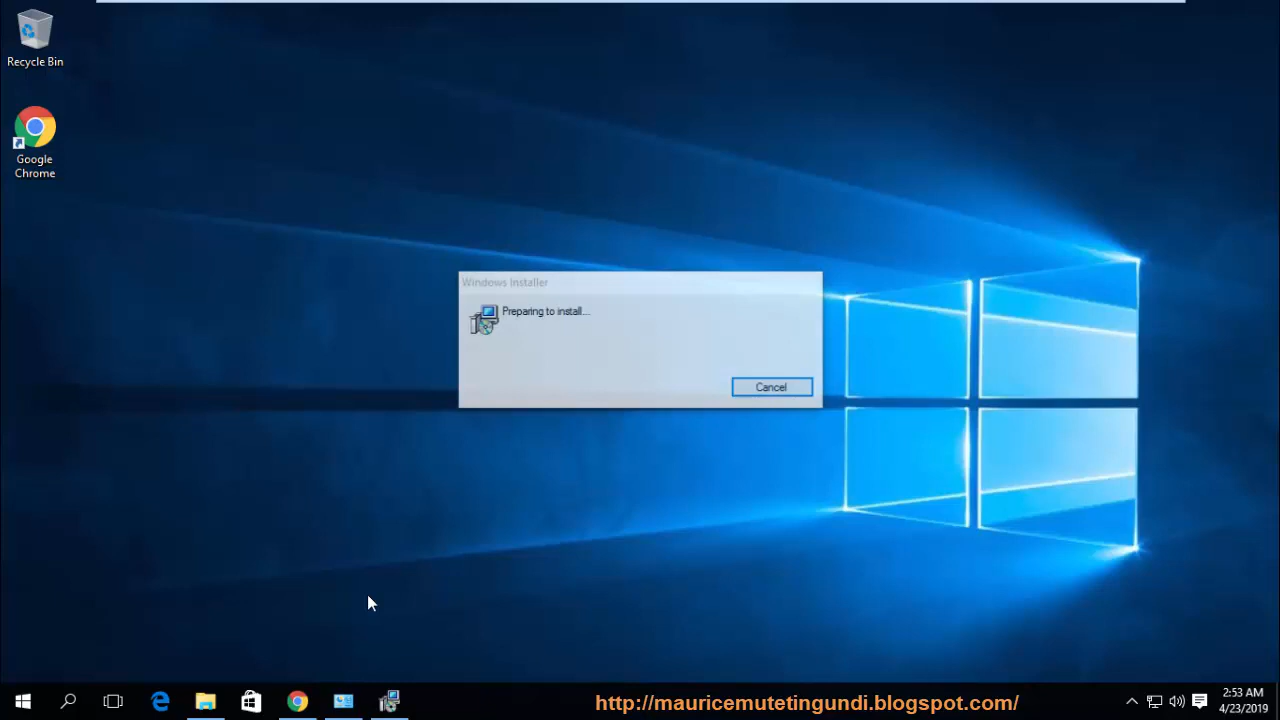 Recycle Bin
Google
Chrome
Windows Installer
Preparing to install...
Cancel
http://mauricemutetingundi.blogspot.com/
2:53 AM
4/23/2019